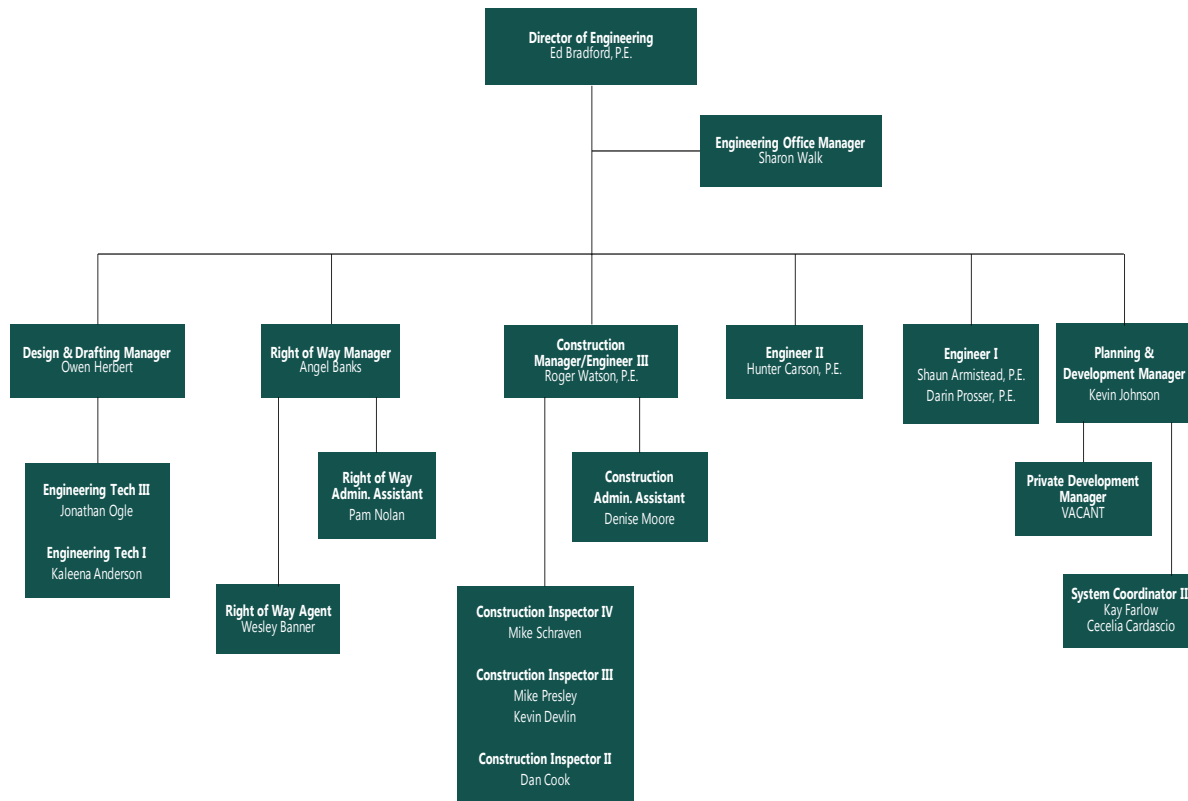 Director of Engineering
Ed Bradford, P.E.
Engineering Office Manager
Sharon Walk
Design & Drafting Manager
Owen Herbert
Right of Way Manager
Angel Banks
Construction
Manager/Engineer III
Roger Watson, P.E.
Engineer II
Hunter Carson, P.E.
Engineer I
Shaun Armistead, P.E.
Darin Prosser, P.E.
Planning &
Development Manager
Kevin Johnson
Engineering Tech III
Jonathan Ogle
Engineering Tech I
Kaleena Anderson
Right of Way
Admin. Assistant
Pam Nolan
Right of Way Agent
Wesley Banner
Construction
Admin. Assistant
Denise Moore
Construction Inspector IV
Mike Schraven
Construction Inspector III
Mike Presley
Kevin Devlin
Construction Inspector II
Dan Cook
Private Development
Manager
VACANT
System Coordinator II
Kay Farlow
Cecelia Cardascio